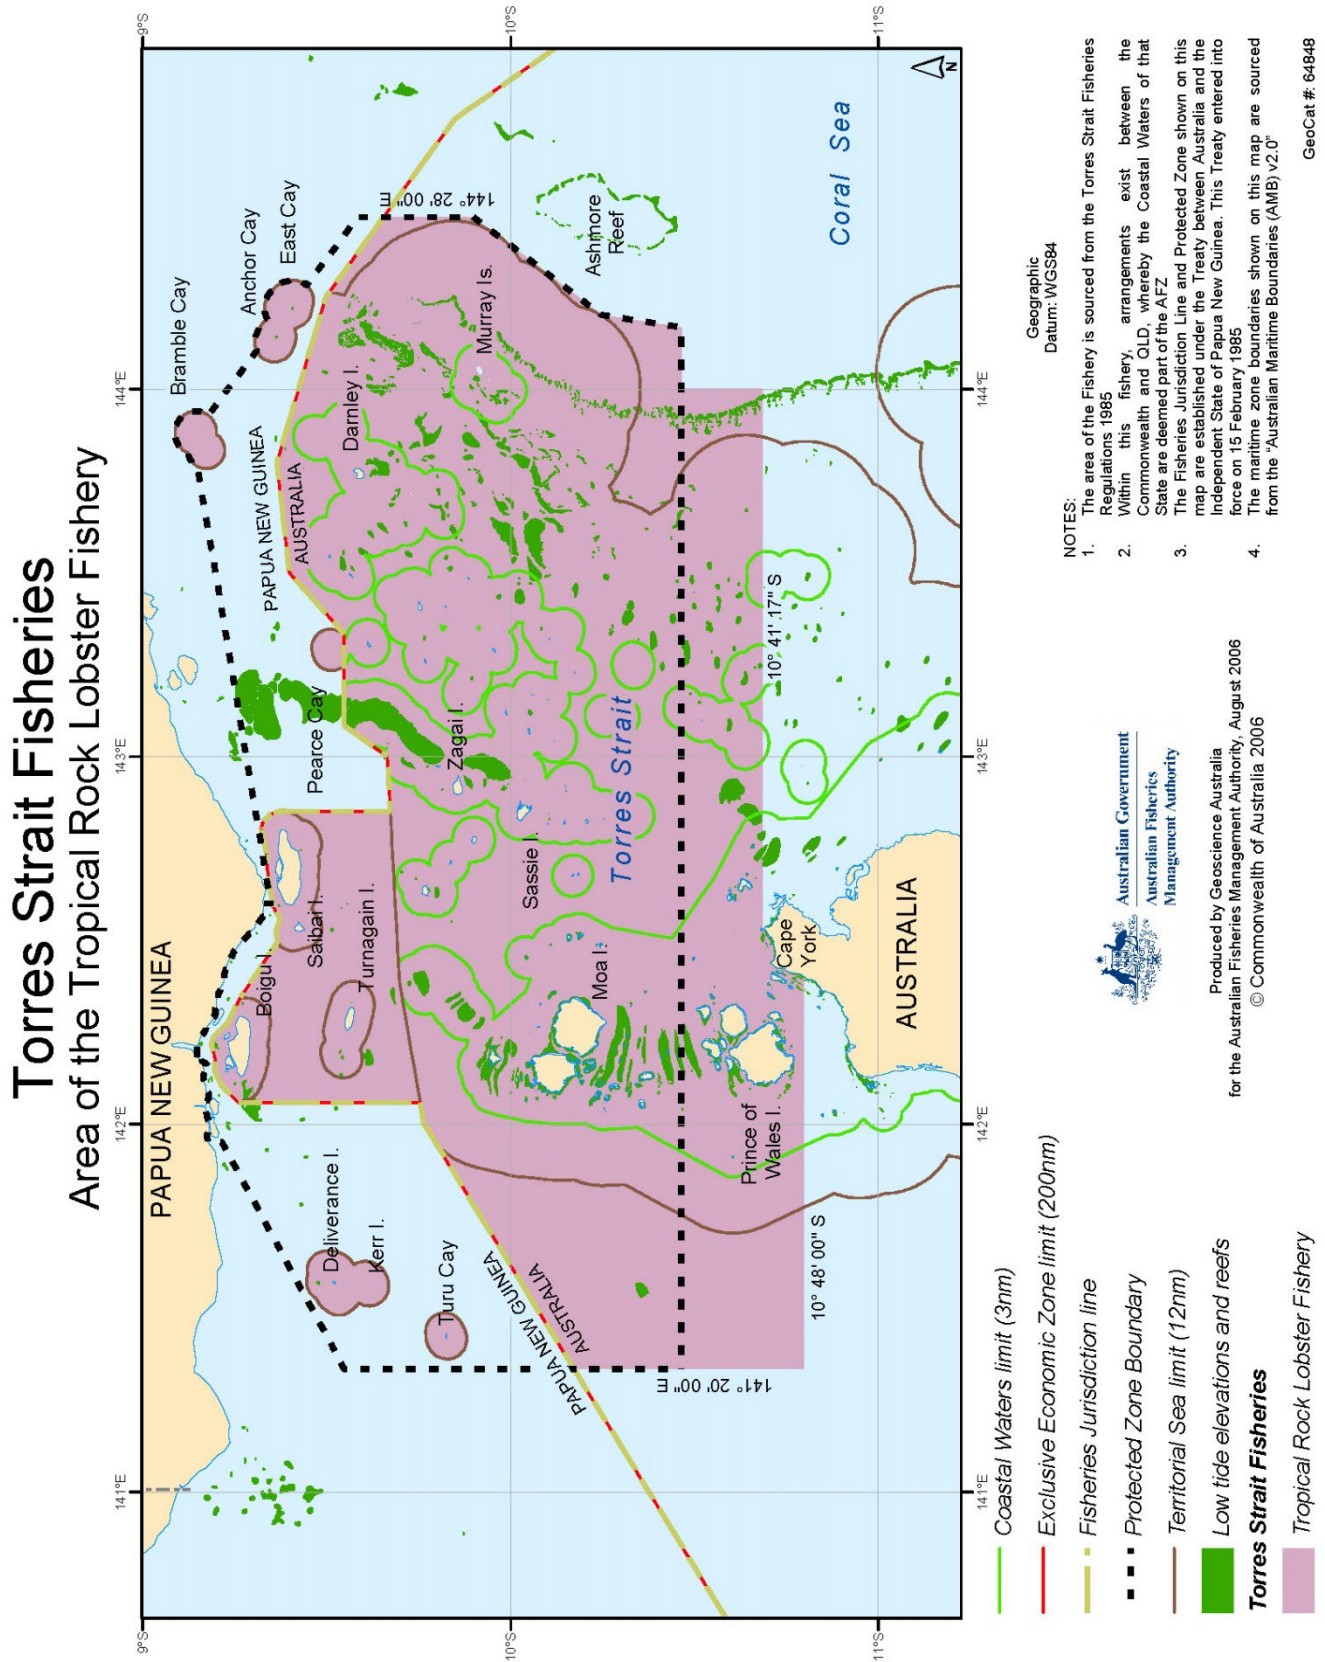 Torres Strait Fisheries
Area of the Tropical Rock Lobster Fishery
141°E
142°E
143°E
144°E
9°S
9°S
PAPUA NEW GUINEA
Bramble Cay
Anchor Cay
East Cay
Boigu I.
Saibai I.
Turnagain I.
Pearce Cay
PAPUA NEW GUINEA
AUSTRALIA
Deliverance I.
Kerr I.
Turu Cay
Darnley I.
144° 28' 00" E
Zagai I.
Murray Is.
PAPUA NEW GUINEA
AUSTRALIA
10°S
10°S
Sassie I.
Moa I.
Torres Strait
Ashmore
Reef
141° 20' 00" E
Prince of
Wales I.
Cape
York
10° 41' 17" S
10° 48' 00" S
Coral Sea
AUSTRALIA
11°S
11°S
N
141°E
142°E
143°E
144°E
Coastal Waters limit (3nm)
Exclusive Economic Zone limit (200nm)
Fisheries Jurisdiction line
Protected Zone Boundary
Territorial Sea limit (12nm)
Low tide elevations and reefs
Torres Strait Fisheries
Tropical Rock Lobster Fishery
Australian Government
Australian Fisheries
Management Authority
Produced by Geoscience Australia
for the Australian Fisheries Management Authority, August 2006
© Commonwealth of Australia 2006
Geographic
Datum: WGS84
NOTES:
1. The area of the Fishery is sourced from the Torres Strait Fisheries
Regulations 1985
2. Within this fishery, arrangements exist between the
Commonwealth and QLD, whereby the Coastal Waters of that
State are deemed part of the AFZ
3. The Fisheries Jurisdiction Line and Protected Zone shown on this
map are established under the Treaty between Australia and the
Independent State of Papua New Guinea. This Treaty entered into
force on 15 February 1985
4. The maritime zone boundaries shown on this map are sourced
from the "Australian Maritime Boundaries (AMB) v2.0"
GeoCat #: 64848